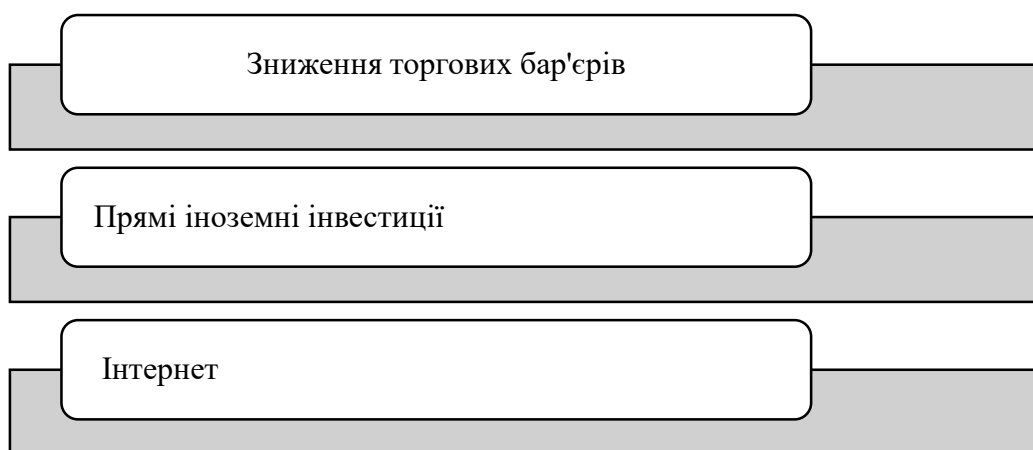 Зниження торгових бар'єрів
Прямі іноземні інвестиції
Інтернет